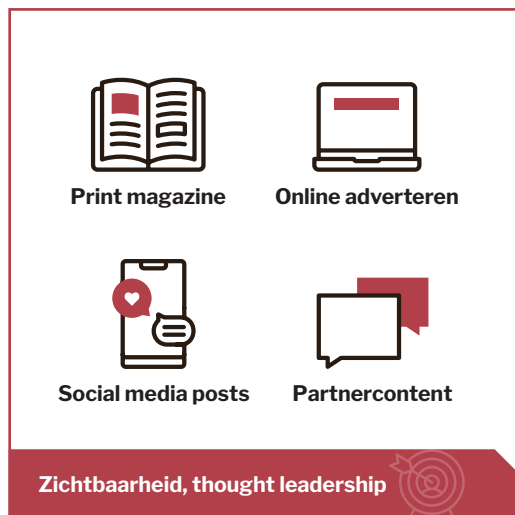 Print magazine
Online adverteren
Social media posts
Partnercontent
Zichtbaarheid, thought leadership